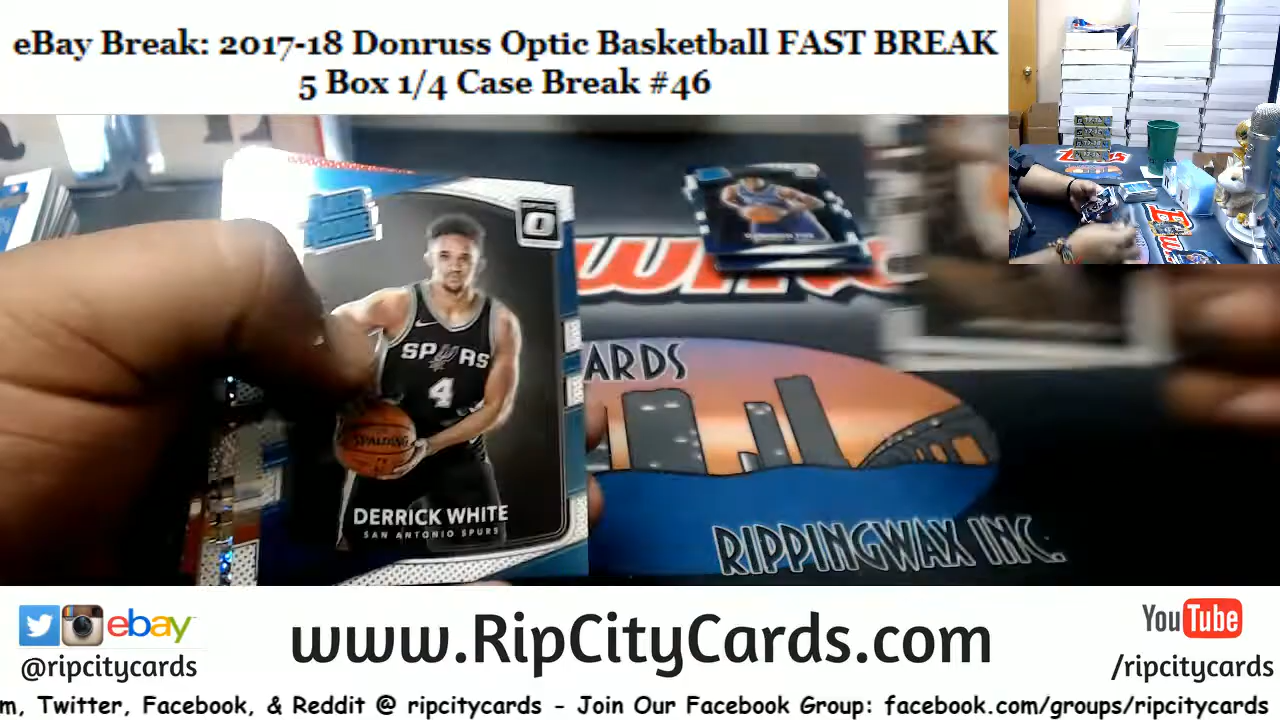 eBay Break: 2017-18 Donruss Optic Basketball FAST BREAK
5 Box 1/4 Case Break #46
SPURS
4
SPALDING
DERRICK WHITE
SAN ANTONIO SPURS
ARDS
RIPPINGWAX INC.
ebay
@ripcitycards
www.RipCityCards.com
YouTube
/ripcitycards
m, Twitter, Facebook, & Reddit @ ripcitycards - Join Our Facebook Group: facebook.com/groups/ripcitycards